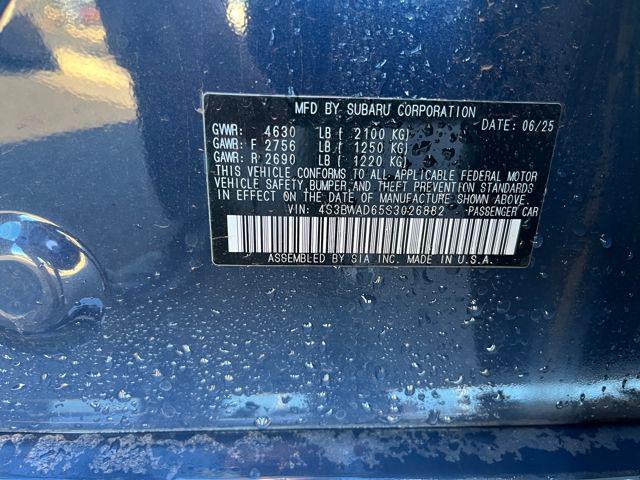 MFD BY SUBARU CORPORATION
DATE: 06/25
GVWR: 4630 LB ( 2100 KG)
GAWR: F 2756 LB ( 1250 KG)
GAWR: R 2690 LB ( 1220 KG)
THIS VEHICLE CONFORMS TO ALL APPLICABLE FEDERAL MOTOR
VEHICLE SAFETY,BUMPER,AND THEFT PREVENTION STANDARDS
IN EFFECT ON THE DATE OF MANUFACTURE SHOWN ABOVE.
VIN: 4S3BWAD65S3026882 PASSENGER CAR
ASSEMBLED BY SIA INC. MADE IN U.S.A.